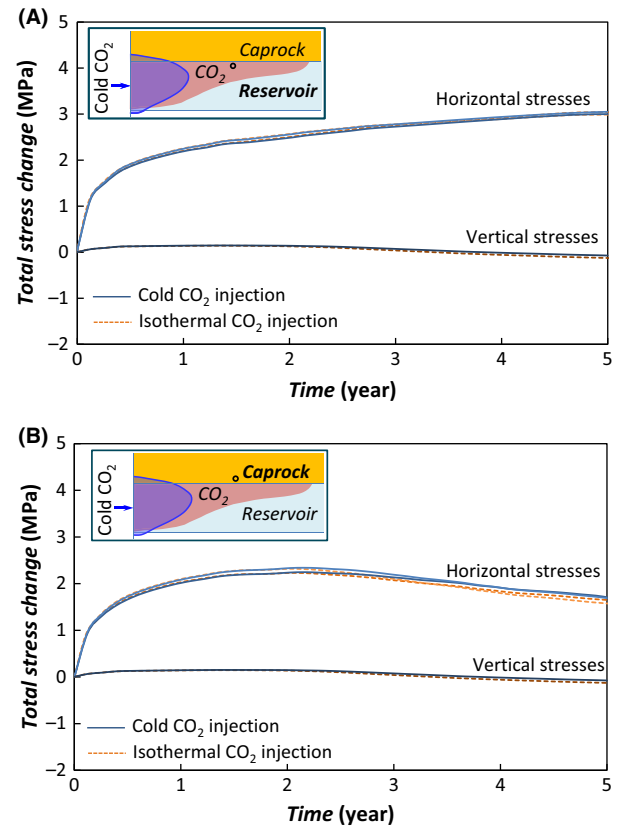 (A)
5
4
3
2
1
0
–1
–2
Total stress change (MPa)
Cold CO2
Caprock
CO2
Reservoir
Horizontal stresses
Vertical stresses
Cold CO2 injection
Isothermal CO2 injection
0 1 2 3 4 5
Time (year)
(B)
5
4
3
2
1
0
–1
–2
Total stress change (MPa)
Cold CO2
Caprock
CO2
Reservoir
Horizontal stresses
Vertical stresses
Cold CO2 injection
Isothermal CO2 injection
0 1 2 3 4 5
Time (year)